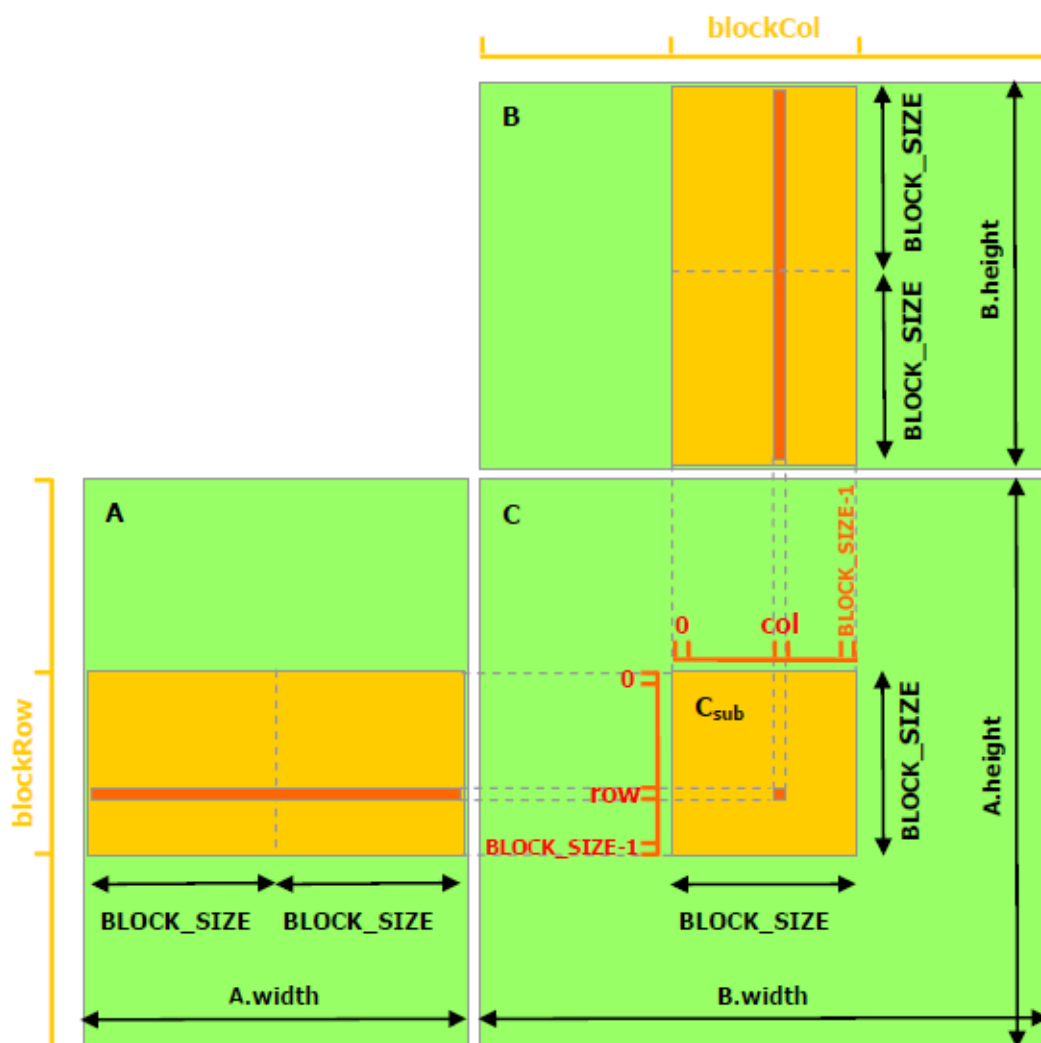 blockCol
B
BLOCK_SIZE
B.height
BLOCK_SIZE
A
C
BLOCK_SIZE-1
0
col
blockRow
0
Csub
BLOCK_SIZE
A.height
row
BLOCK_SIZE-1
BLOCK_SIZE
BLOCK_SIZE
BLOCK_SIZE
A.width
B.width